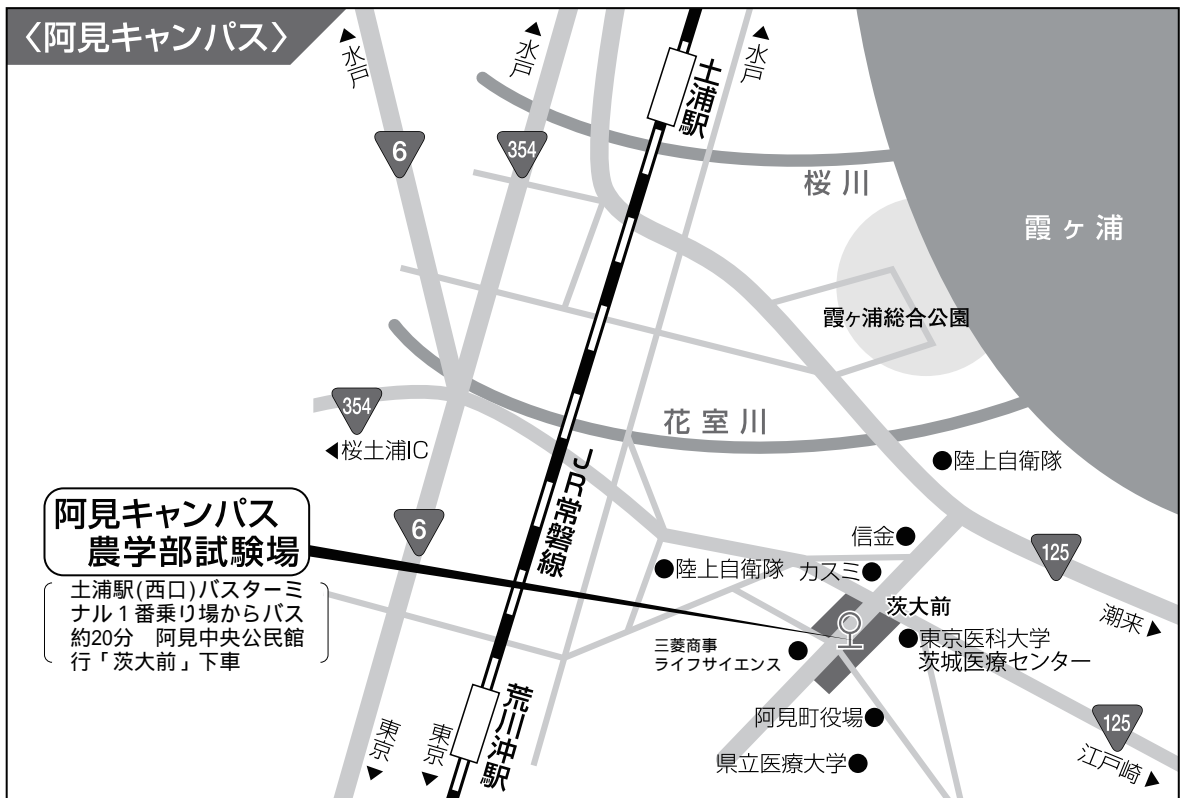 〈阿見キャンパス〉
▲水戸
▲水戸
▲水戸
土浦駅
6
354
桜川
霞ヶ浦
霞ヶ浦総合公園
354
◀桜土浦IC
花室川
JR常磐線
●陸上自衛隊
阿見キャンパス
農学部試験場
土浦駅(西口)バスターミ
ナル1番乗り場からバス
約20分　阿見中央公民館
行「茨大前」下車
6
信金●
125
●陸上自衛隊
カスミ●
茨大前
潮来▶
三菱商事
ライフサイエンス
●東京医科大学
茨城医療センター
荒川沖駅
阿見町役場●
125
東京▼
東京▼
県立医療大学●
江戸崎▶